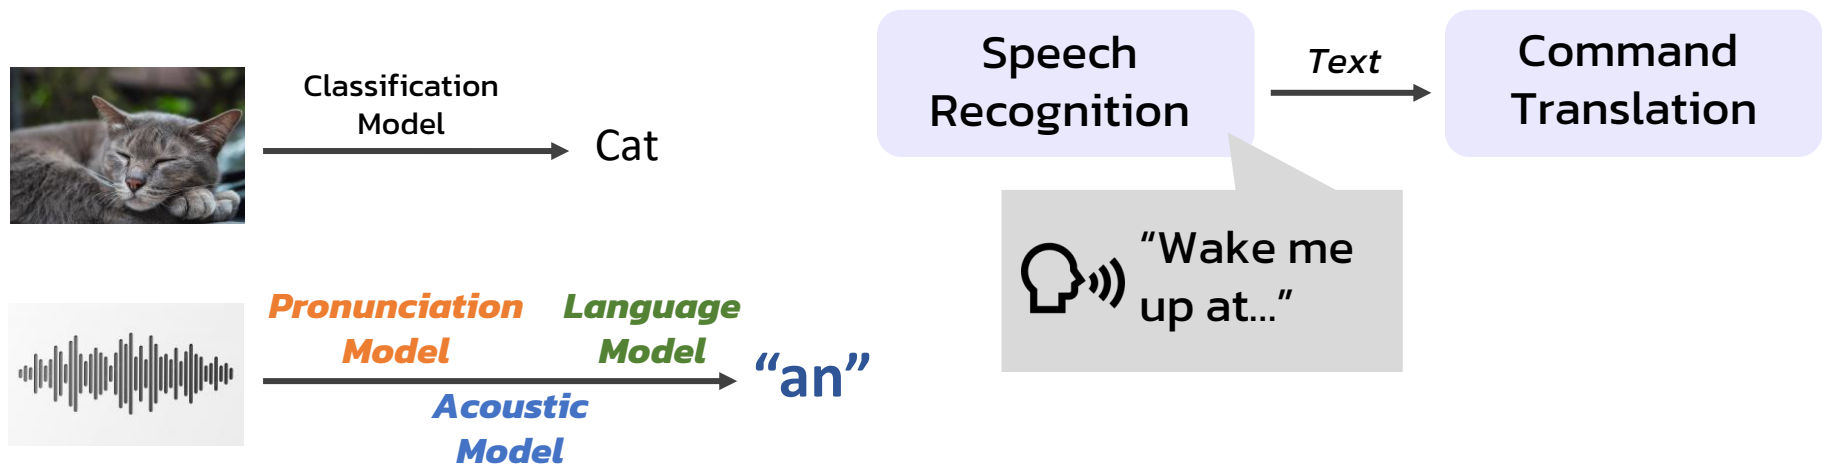 Classification
Model
Cat
Pronunciation
Model
Language
Model
Acoustic
Model
“an”
Speech
Recognition
Text
Command
Translation
“Wake me
up at...”